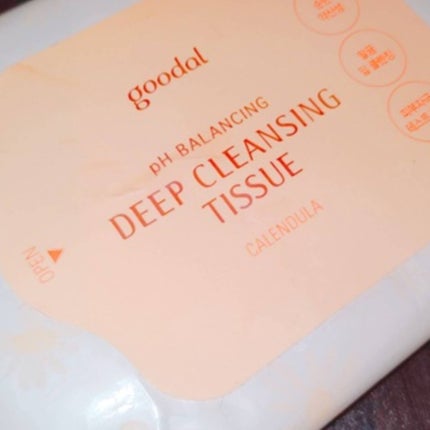 goodal
pH BALANCING
DEEP CLEANSING
TISSUE
CALENDULA
OPEN